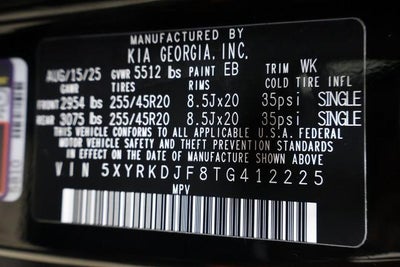 MANUFACTURED BY
KIA GEORGIA, INC.
AUG/15/25 GVWR 5512 lbs PAINT EB TRIM WK
GAWR TIRES RIMS COLD TIRE INFL
FRONT 2954 lbs 255/45R20 8.5Jx20 35psi SINGLE
REAR 3075 lbs 255/45R20 8.5Jx20 35psi SINGLE
THIS VEHICLE CONFORMS TO ALL APPLICABLE U.S.A. FEDERAL
MOTOR VEHICLE SAFETY AND THEFT PREVENTION STANDARDS
IN EFFECT ON THE DATE OF MANUFACTURE SHOWN ABOVE
VIN 5XYRKDJF8TG412225
MPV